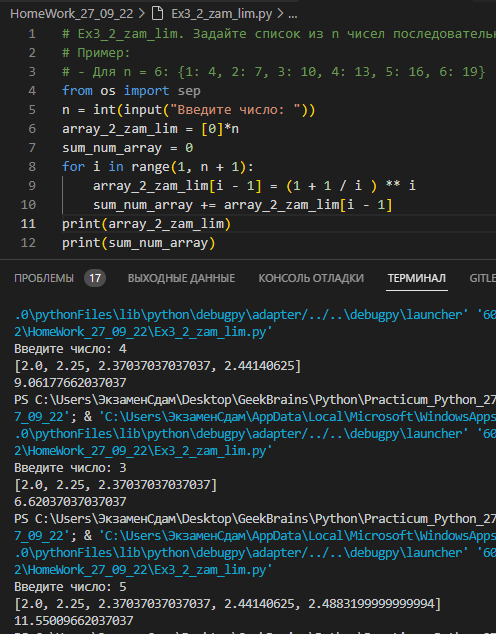 HomeWork_27_09_22 > Ex3_2_zam_lim.py > ...
1 # Ex3_2_zam_lim. Задайте список из n чисел
2 # Пример:
3 # - Для n = 6: {1: 4, 2: 7, 3: 10, 4: 13, 5: 16, 6: 19}
4 from os import sep
5 n = int(input("Введите число: "))
6 array_2_zam_lim = [0]*n
7 sum_num_array = 0
8 for i in range(1, n + 1):
9 array_2_zam_lim[i - 1] = (1 + 1 / i ) ** i
10 sum_num_array += array_2_zam_lim[i - 1]
11 print(array_2_zam_lim)
12 print(sum_num_array)
ПРОБЛЕМЫ 17 ВЫХОДНЫЕ ДАННЫЕ КОНСОЛЬ ОТЛАДКИ ТЕРМИНАЛ GITLE
.0\pythonFiles\lib\python\debugpy\adapter/../..\debugpy\launcher' '60
2\HomeWork_27_09_22\Ex3_2_zam_lim.py'
Введите число: 4
[2.0, 2.25, 2.37037037037037, 2.44140625]
9.06177662037037
PS C:\Users\ЭкзаменСдам\Desktop\GeekBrains\Python\Practicum_Python_27
7_09_22'; & 'C:\Users\ЭкзаменСдам\AppData\Local\Microsoft\WindowsApps
.0\pythonFiles\lib\python\debugpy\adapter/../..\debugpy\launcher' '60
2\HomeWork_27_09_22\Ex3_2_zam_lim.py'
Введите число: 3
[2.0, 2.25, 2.37037037037037]
6.62037037037037
PS C:\Users\ЭкзаменСдам\Desktop\GeekBrains\Python\Practicum_Python_27
7_09_22'; & 'C:\Users\ЭкзаменСдам\AppData\Local\Microsoft\WindowsApps
.0\pythonFiles\lib\python\debugpy\adapter/../..\debugpy\launcher' '60
2\HomeWork_27_09_22\Ex3_2_zam_lim.py'
Введите число: 5
[2.0, 2.25, 2.37037037037037, 2.44140625, 2.4883199999999994]
11.55009662037037